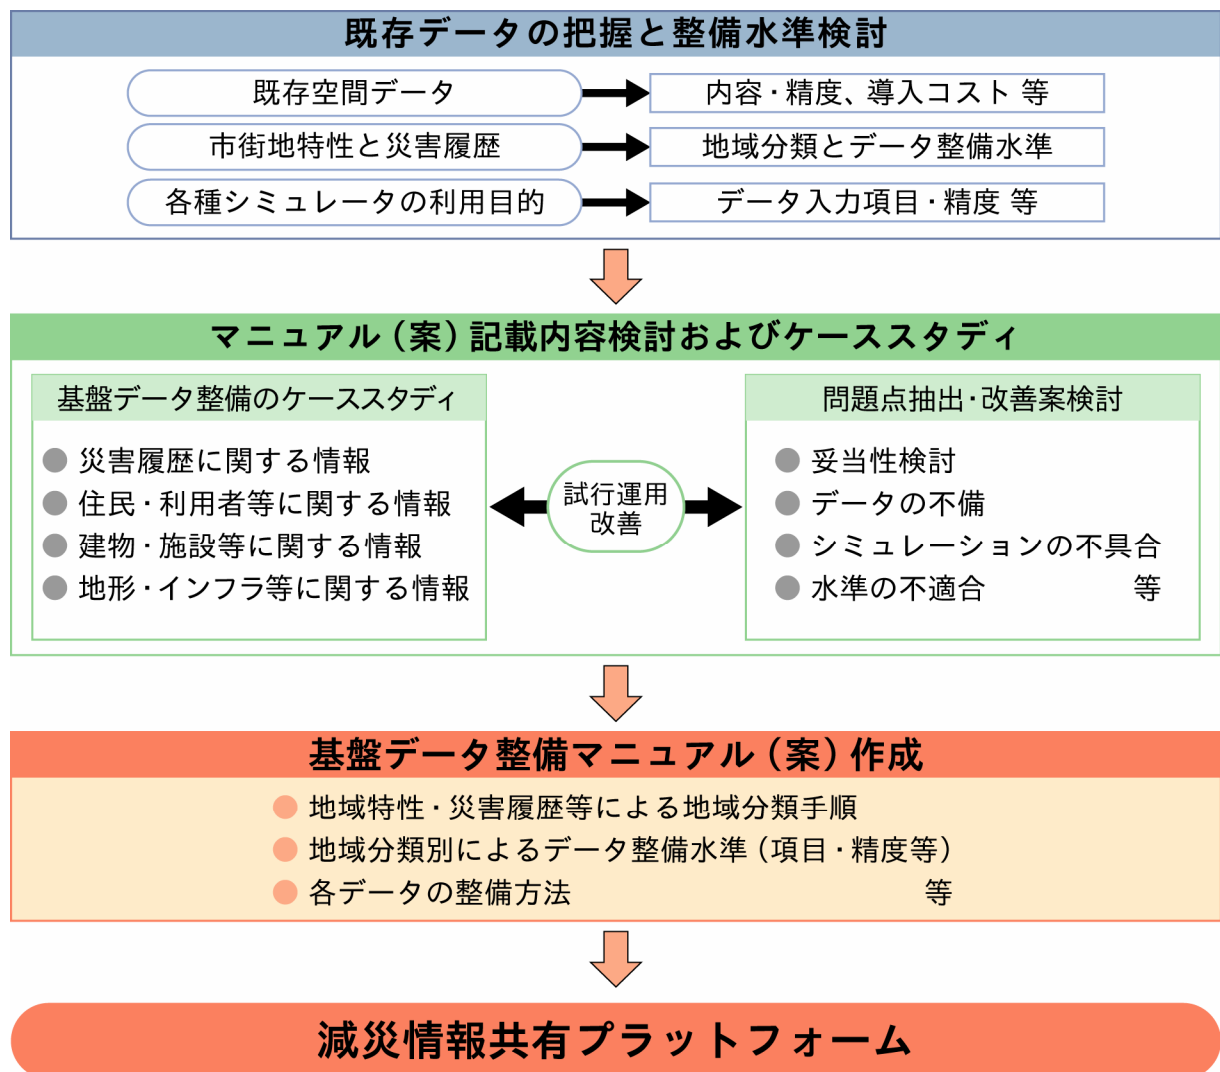 既存データの把握と整備水準検討
既存空間データ
内容・精度、導入コスト 等
市街地特性と災害履歴
地域分類とデータ整備水準
各種シミュレータの利用目的
データ入力項目・精度 等
マニュアル（案）記載内容検討およびケーススタディ
基盤データ整備のケーススタディ
災害履歴に関する情報
住民・利用者等に関する情報
建物・施設等に関する情報
地形・インフラ等に関する情報
試行運用
改善
問題点抽出・改善案検討
妥当性検討
データの不備
シミュレーションの不具合
水準の不適合 等
基盤データ整備マニュアル（案）作成
地域特性・災害履歴等による地域分類手順
地域分類別によるデータ整備水準（項目・精度等）
各データの整備方法 等
減災情報共有プラットフォーム